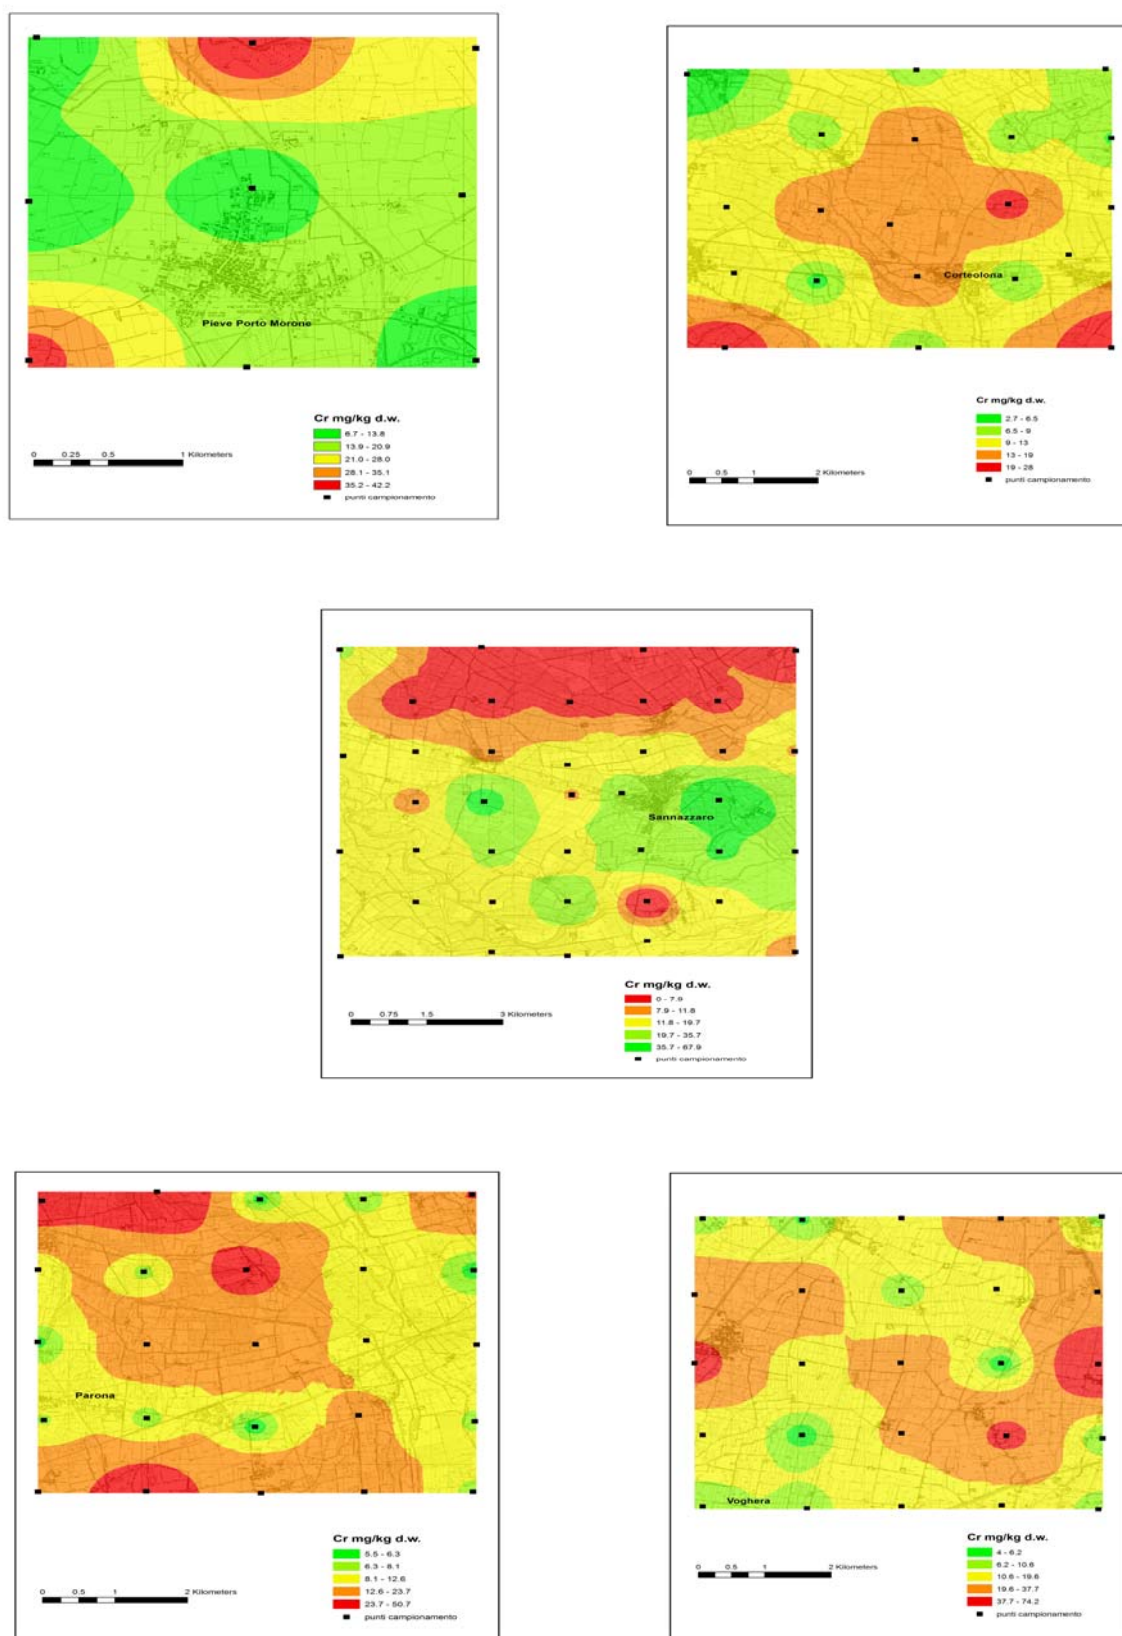 Pieve Porto Morone
Cr mg/kg d.w.
0 0.25 0.5 1 Kilometers
6.7 - 13.8
13.9 - 20.9
21.0 - 28.0
28.1 - 35.1
35.2 - 42.2
punti campionamento
Corteolona
Cr mg/kg d.w.
0 0.5 1 2 Kilometers
2.7 - 6.5
6.5 - 9
9 - 13
13 - 19
19 - 28
punti campionamento
Sannazzaro
Cr mg/kg d.w.
0 0.75 1.5 3 Kilometers
0 - 7.9
7.9 - 11.8
11.8 - 19.7
19.7 - 35.7
35.7 - 67.9
punti campionamento
Parona
Cr mg/kg d.w.
0 0.5 1 2 Kilometers
5.5 - 6.3
6.3 - 8.1
8.1 - 12.6
12.6 - 23.7
23.7 - 50.7
punti campionamento
Voghera
Cr mg/kg d.w.
0 0.5 1 2 Kilometers
4 - 6.2
6.2 - 10.6
10.6 - 19.6
19.6 - 37.7
37.7 - 74.2
punti campionamento